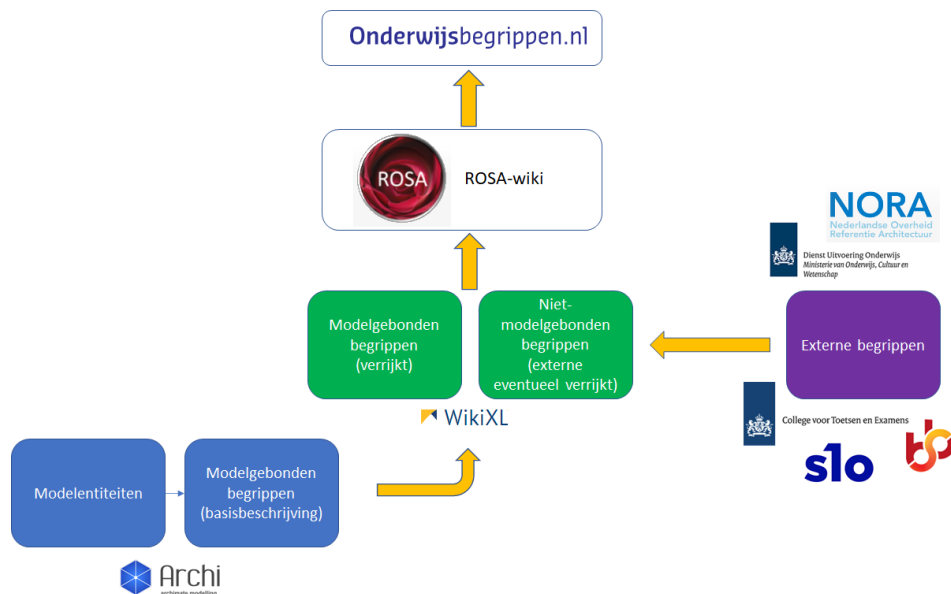 Onderwijsbegrippen.nl
ROSA
ROSA-wiki
NORA
Nederlandse Overheid
Referentie Architectuur
Dienst Uitvoering Onderwijs
Ministerie van Onderwijs, Cultuur en
Wetenschap
Modelgebonden
begrippen
(verrijkt)
Niet-
modelgebonden
begrippen
(externe
eventueel verrijkt)
Externe begrippen
WikiXL
College voor Toetsen en Examens
slo
Modelentiteiten
Modelgebonden
begrippen
(basisbeschrijving)
Archi
archimate modelling